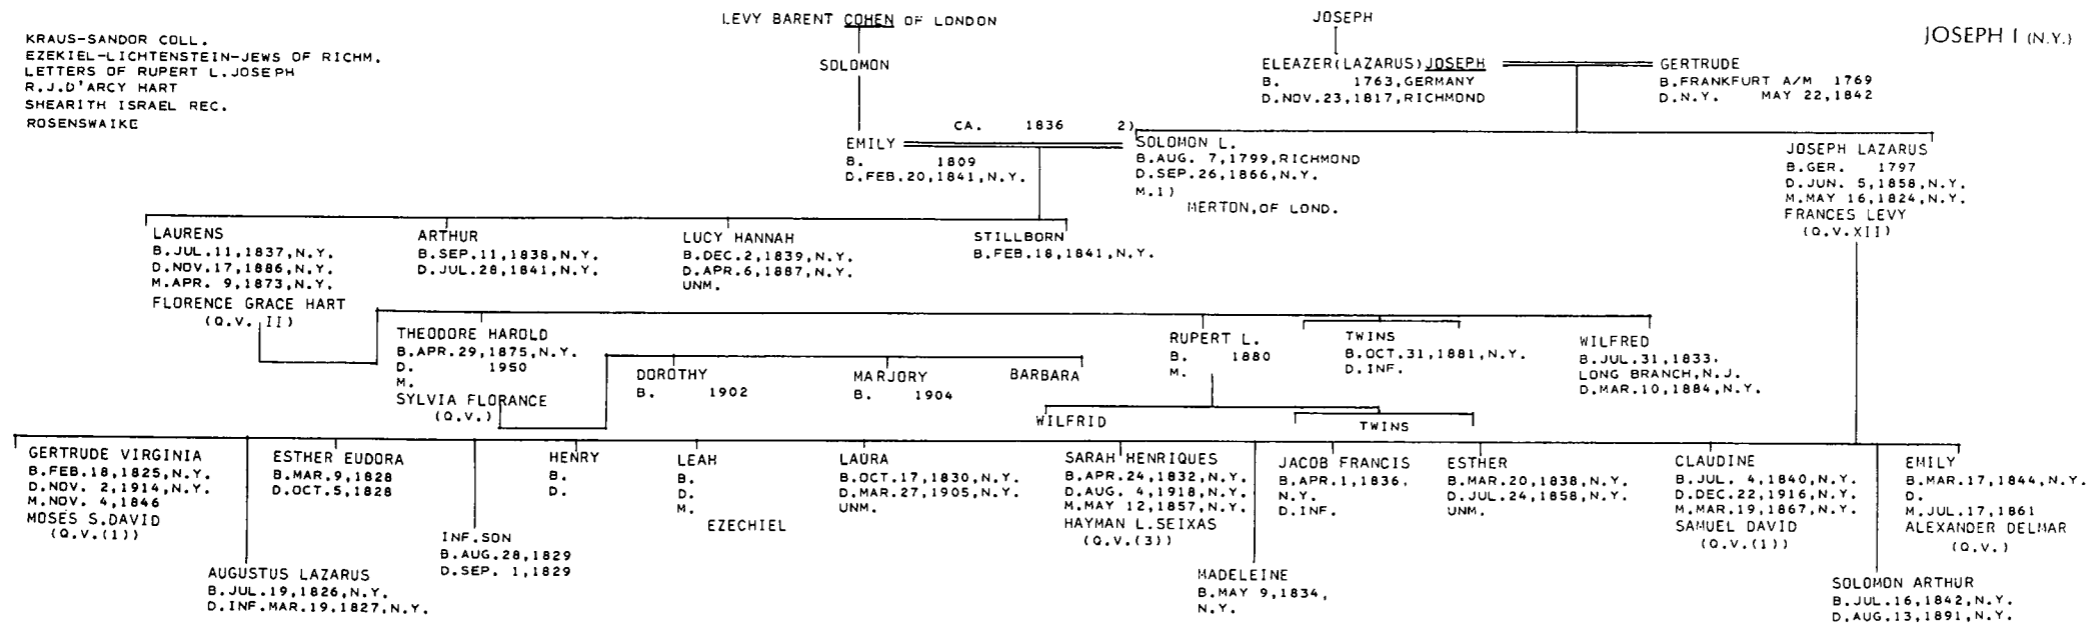 JOSEPH I (N.Y.)
KRAUS-SANDOR COLL.
EZEKIEL-LICHTENSTEIN-JEWS OF RICHM.
LETTERS OF RUPERT L.JOSEPH
R.J.D'ARCY HART
SHEARITH ISRAEL REC.
ROSENSWAIKE
LEVY BARENT COHEN OF LONDON
SOLOMON
JOSEPH
ELEAZER(LAZARUS)JOSEPH
B. 1763,GERMANY
D.NOV.23,1817,RICHMOND
GERTRUDE
B.FRANKFURT A/M 1769
D.N.Y. MAY 22,1842
EMILY
B. 1809
D.FEB.20,1841,N.Y.
CA. 1836 2)
SOLOMON L.
B.AUG. 7,1799,RICHMOND
D.SEP.26,1866,N.Y.
M.1)
MERTON,OF LOND.
JOSEPH LAZARUS
B.GER. 1797
D.JUN. 5,1858,N.Y.
M.MAY 16,1824,N.Y.
FRANCES LEVY
(Q.V.XII)
LAURENS
B.JUL.11,1837,N.Y.
D.NOV.17,1886,N.Y.
M.APR. 9,1873,N.Y.
FLORENCE GRACE HART
(Q.V. II)
ARTHUR
B.SEP.11,1838,N.Y.
D.JUL.28,1841,N.Y.
LUCY HANNAH
B.DEC.2,1839,N.Y.
D.APR.6,1887,N.Y.
UNM.
STILLBORN
B.FEB.18,1841,N.Y.
THEODORE HAROLD
B.APR.29,1875,N.Y.
D. 1950
M.
SYLVIA FLORANCE
(Q.V.)
RUPERT L.
B. 1880
M.
TWINS
B.OCT.31,1881,N.Y.
D.INF.
WILFRED
B.JUL.31,1833.
LONG BRANCH,N.J.
D.MAR.10,1884,N.Y.
DOROTHY
B. 1902
MARJORY
B. 1904
BARBARA
WILFRID
TWINS
GERTRUDE VIRGINIA
B.FEB.18,1825,N.Y.
D.NOV. 2,1914,N.Y.
M.NOV. 4,1846
MOSES S.DAVID
(Q.V.(1))
AUGUSTUS LAZARUS
B.JUL.19,1826,N.Y.
D.INF.MAR.19,1827,N.Y.
ESTHER EUDORA
B.MAR.9,1828
D.OCT.5,1828
INF.SON
B.AUG.28,1829
D.SEP. 1,1829
HENRY
B.
D.
LEAH
B.
D.
M.
EZECHIEL
LAURA
B.OCT.17,1830,N.Y.
D.MAR.27,1905,N.Y.
UNM.
SARAH HENRIQUES
B.APR.24,1832,N.Y.
D.AUG. 4,1918,N.Y.
M.MAY 12,1857,N.Y.
HAYMAN L.SEIXAS
(Q.V.(3))
MADELEINE
B.MAY 9,1834,
N.Y.
JACOB FRANCIS
B.APR.1,1836.
N.Y.
D.INF.
ESTHER
B.MAR.20,1838,N.Y.
D.JUL.24,1858,N.Y.
UNM.
CLAUDINE
B.JUL. 4,1840,N.Y.
D.DEC.22,1916,N.Y.
M.MAR.19,1867,N.Y.
SAMUEL DAVID
(Q.V.(1))
SOLOMON ARTHUR
B.JUL.16,1842,N.Y.
D.AUG.13,1891,N.Y.
EMILY
B.MAR.17,1844,N.Y.
D.
M.JUL.17,1861
ALEXANDER DELMAR
(Q.V.)